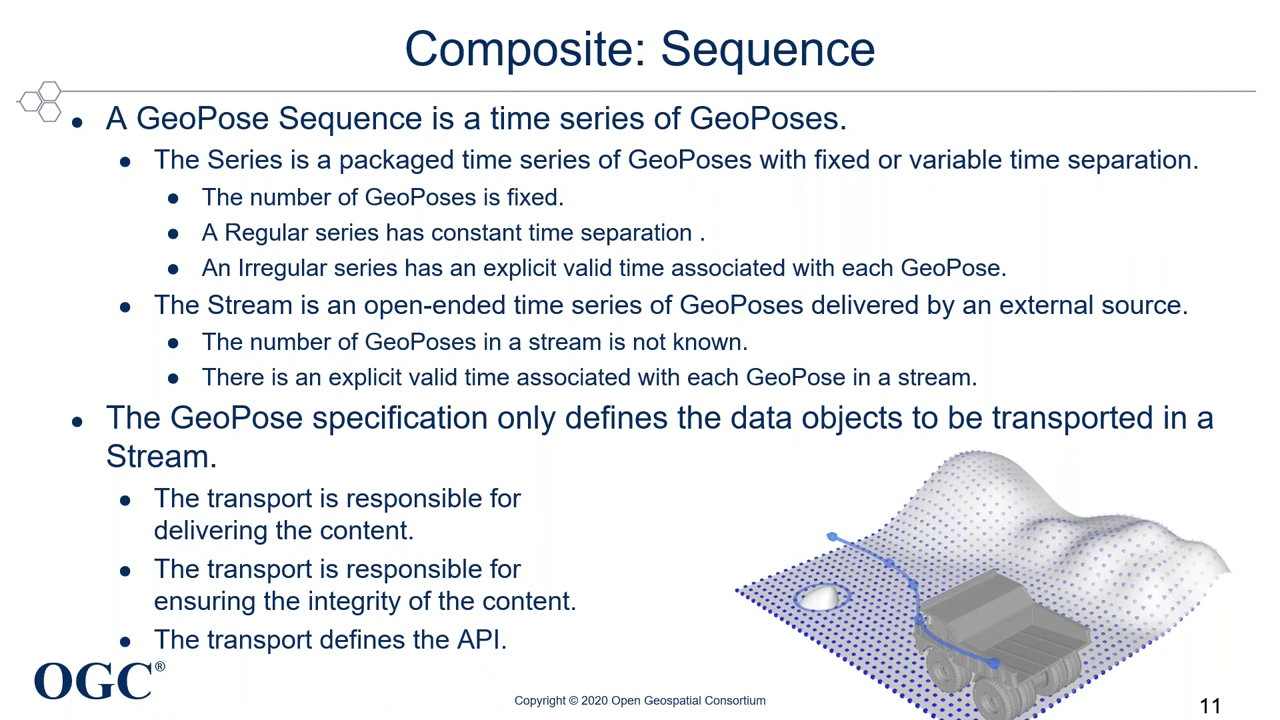 Composite: Sequence
● A GeoPose Sequence is a time series of GeoPoses.
● The Series is a packaged time series of GeoPoses with fixed or variable time separation.
● The number of GeoPoses is fixed.
● A Regular series has constant time separation .
● An Irregular series has an explicit valid time associated with each GeoPose.
● The Stream is an open-ended time series of GeoPoses delivered by an external source.
● The number of GeoPoses in a stream is not known.
● There is an explicit valid time associated with each GeoPose in a stream.
● The GeoPose specification only defines the data objects to be transported in a
Stream.
● The transport is responsible for
delivering the content.
● The transport is responsible for
ensuring the integrity of the content.
● The transport defines the API.
OGC®
Copyright © 2020 Open Geospatial Consortium
11